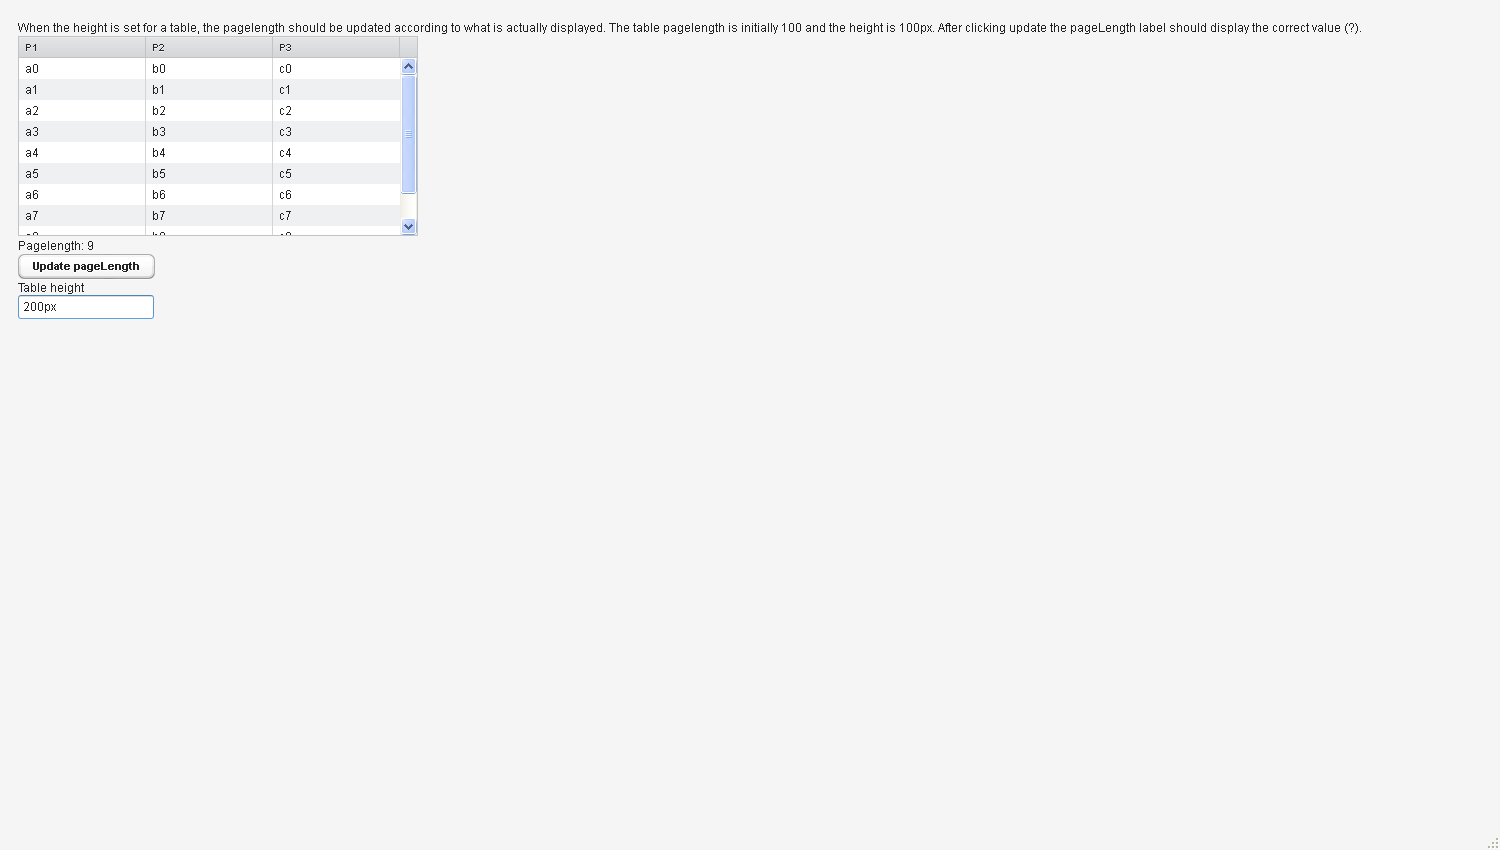 When the height is set for a table, the pagelength should be updated according to what is actually displayed. The table pagelength is initially 100 and the height is 100px. After clicking update the pageLength label should display the correct value (?).
P1 P2 P3
a0 b0 c0
a1 b1 c1
a2 b2 c2
a3 b3 c3
a4 b4 c4
a5 b5 c5
a6 b6 c6
a7 b7 c7
Pagelength: 9
Update pageLength
Table height
200px